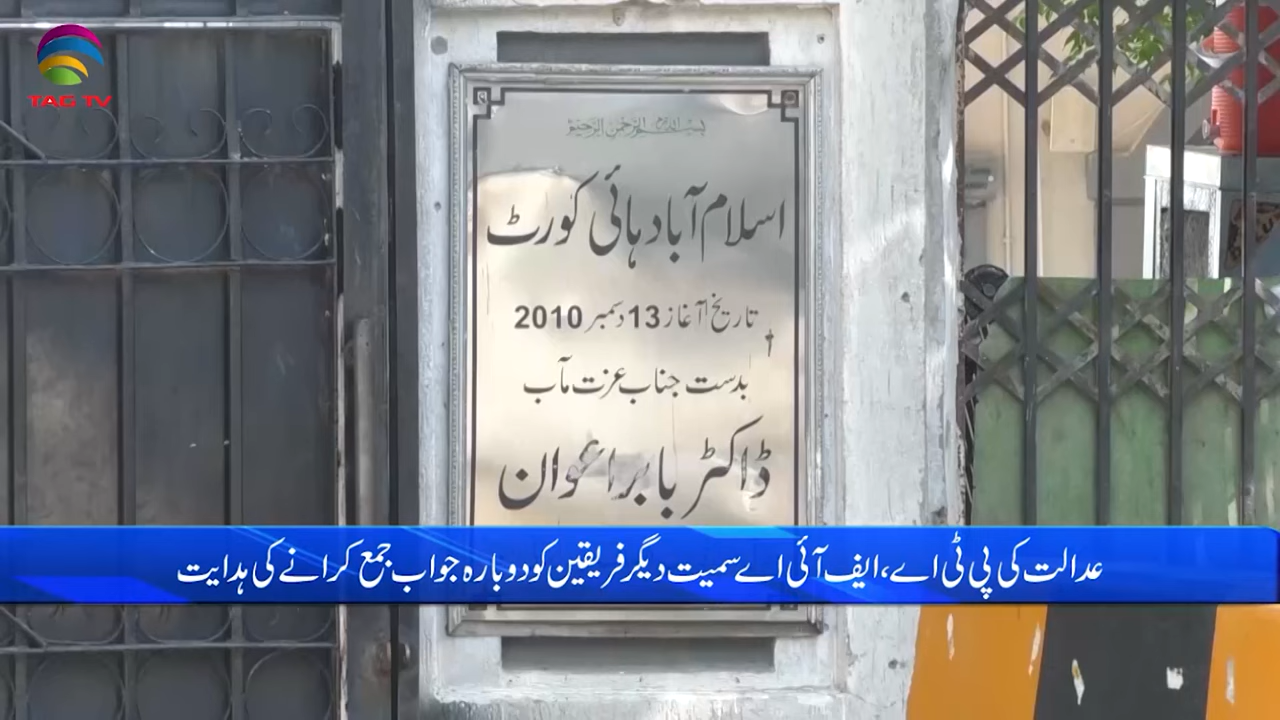 TAG TV
بسم اللہ الرحمن الرحیم
اسلام آباد ہائی کورٹ
تاریخ آغاز 13 دسمبر 2010
بدست جناب عزت مآب
ڈاکٹر بابر اعوان
عدالت کی پی ٹی اے، ایف آئی اے سمیت دیگر فریقین کو دوبارہ جواب جمع کرانے کی ہدایت